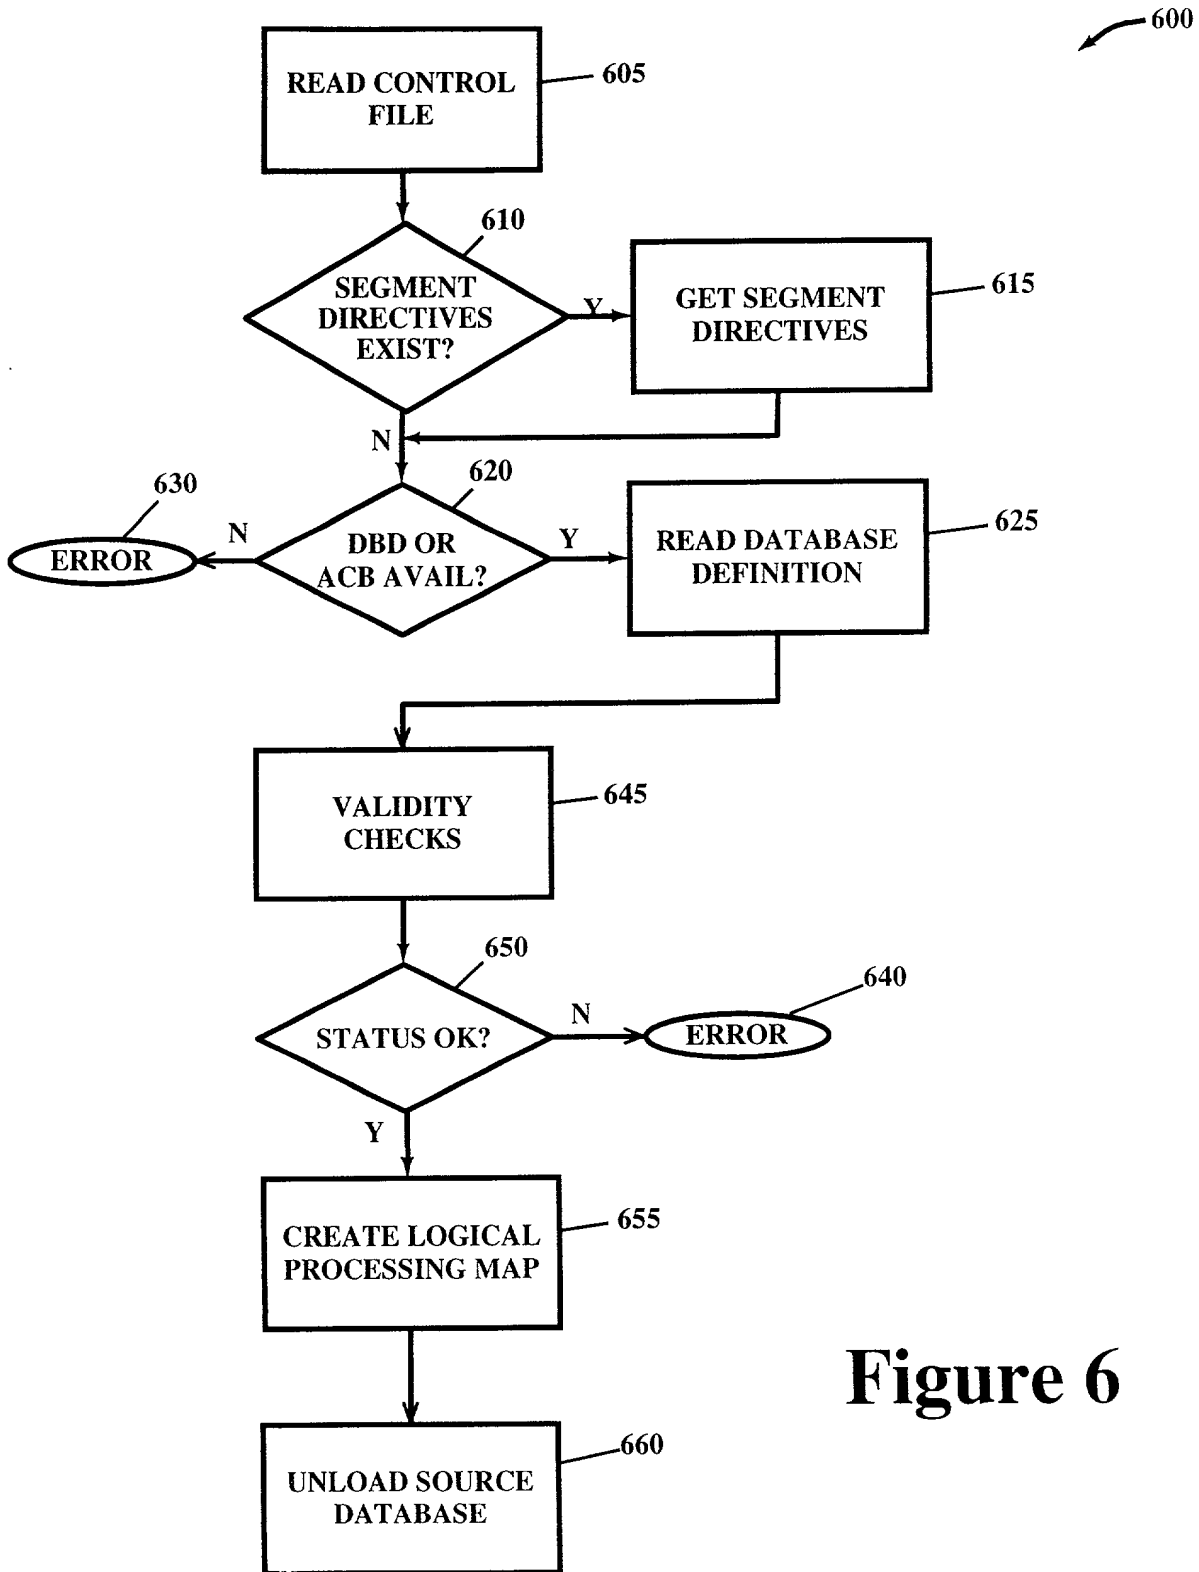 600
READ CONTROL
FILE
605
610
SEGMENT
DIRECTIVES
EXIST?
Y
GET SEGMENT
DIRECTIVES
615
N
620
630
ERROR
N
DBD OR
ACB AVAIL?
Y
READ DATABASE
DEFINITION
625
VALIDITY
CHECKS
645
650
STATUS OK?
N
640
ERROR
Y
CREATE LOGICAL
PROCESSING MAP
655
Figure 6
UNLOAD SOURCE
DATABASE
660